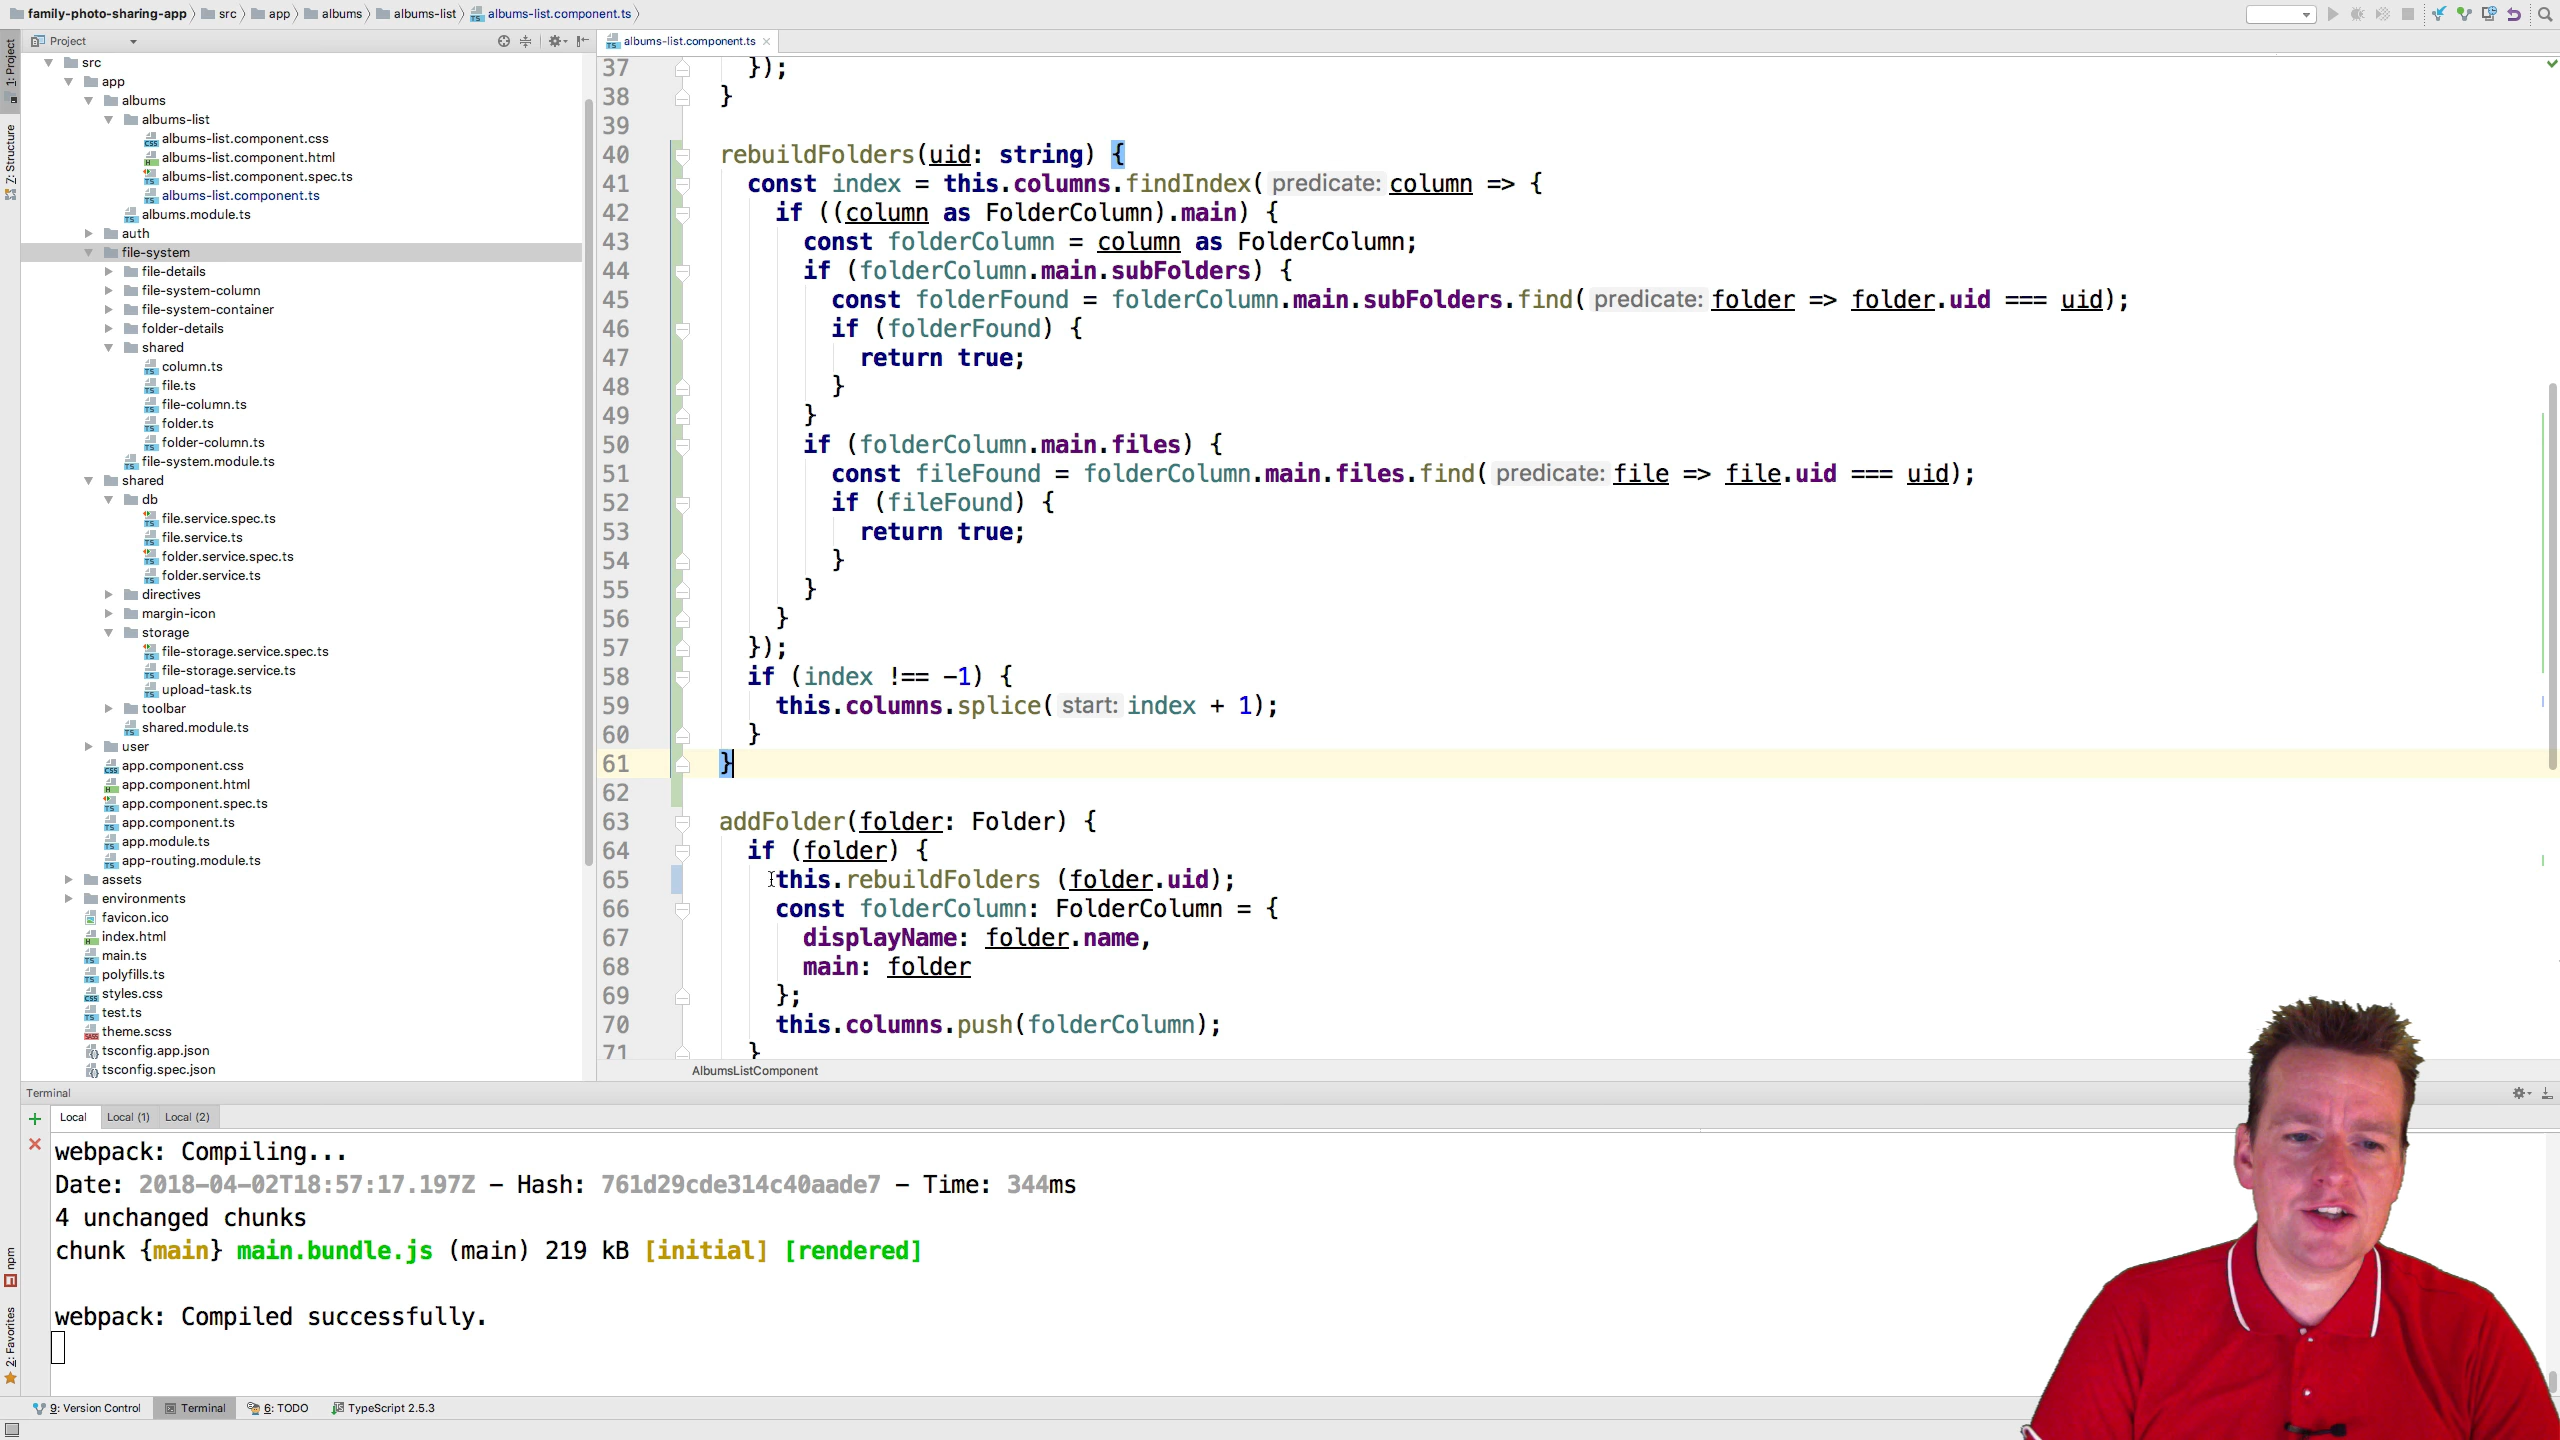 family-photo-sharing-app src app albums albums-list albums-list.component.ts
Project
albums-list.component.ts
1: Project
7: Structure
npm
2: Favorites
src
app
albums
albums-list
albums-list.component.css
albums-list.component.html
albums-list.component.spec.ts
albums-list.component.ts
albums.module.ts
auth
file-system
file-details
file-system-column
file-system-container
folder-details
shared
column.ts
file.ts
file-column.ts
folder.ts
folder-column.ts
file-system.module.ts
shared
db
file.service.spec.ts
file.service.ts
folder.service.spec.ts
folder.service.ts
directives
margin-icon
storage
file-storage.service.spec.ts
file-storage.service.ts
upload-task.ts
toolbar
shared.module.ts
user
app.component.css
app.component.html
app.component.spec.ts
app.component.ts
app.module.ts
app-routing.module.ts
assets
environments
favicon.ico
index.html
main.ts
polyfills.ts
styles.css
test.ts
theme.scss
tsconfig.app.json
tsconfig.spec.json
37 });
38 }
39
40 rebuildFolders(uid: string) {
41 const index = this.columns.findIndex( predicate: column => {
42 if ((column as FolderColumn).main) {
43 const folderColumn = column as FolderColumn;
44 if (folderColumn.main.subFolders) {
45 const folderFound = folderColumn.main.subFolders.find( predicate: folder => folder.uid === uid);
46 if (folderFound) {
47 return true;
48 }
49 }
50 if (folderColumn.main.files) {
51 const fileFound = folderColumn.main.files.find( predicate: file => file.uid === uid);
52 if (fileFound) {
53 return true;
54 }
55 }
56 }
57 });
58 if (index !== -1) {
59 this.columns.splice( start: index + 1);
60 }
61 }
62
63 addFolder(folder: Folder) {
64 if (folder) {
65 this.rebuildFolders (folder.uid);
66 const folderColumn: FolderColumn = {
67 displayName: folder.name,
68 main: folder
69 };
70 this.columns.push(folderColumn);
71 }
AlbumsListComponent
Terminal
Local Local (1) Local (2)
webpack: Compiling...
Date: 2018-04-02T18:57:17.197Z - Hash: 761d29cde314c40aade7 - Time: 344ms
4 unchanged chunks
chunk {main} main.bundle.js (main) 219 kB [initial] [rendered]
webpack: Compiled successfully.
9: Version Control Terminal 6: TODO TypeScript 2.5.3